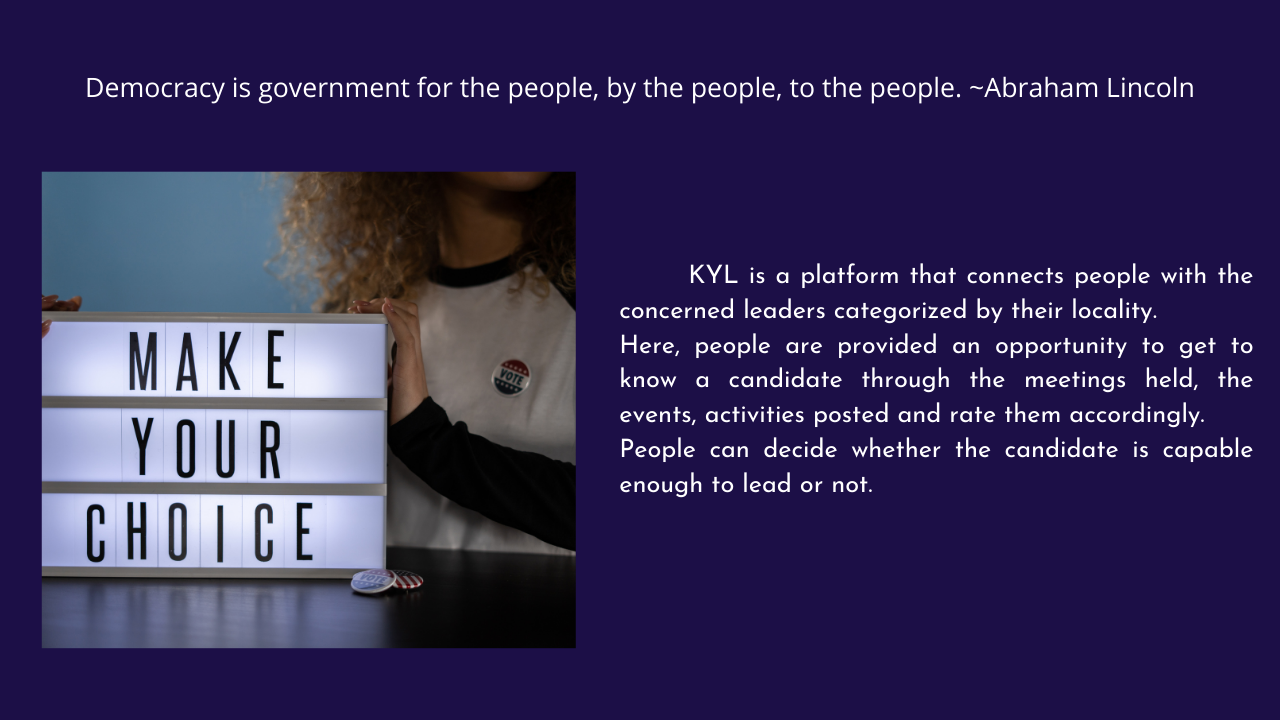 Democracy is government for the people, by the people, to the people. ~Abraham Lincoln
MAKE
YOUR
CHOICE
VOTE
VOTE
KYL is a platform that connects people with the
concerned leaders categorized by their locality.
Here, people are provided an opportunity to get to
know a candidate through the meetings held, the
events, activities posted and rate them accordingly.
People can decide whether the candidate is capable
enough to lead or not.